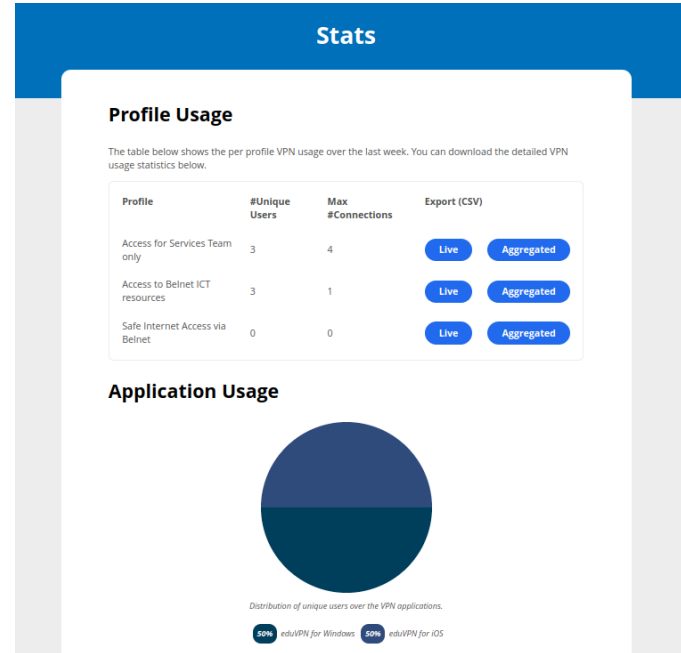 Stats
Profile Usage
The table below shows the per profile VPN usage over the last week. You can download the detailed VPN
usage statistics below.
Profile #Unique Users Max #Connections Export (CSV)
Access for Services Team only 3 4 Live Aggregated
Access to Belnet ICT resources 3 1 Live Aggregated
Safe Internet Access via Belnet 0 0 Live Aggregated
Application Usage
Distribution of unique users over the VPN applications.
50% eduVPN for Windows 50% eduVPN for iOS